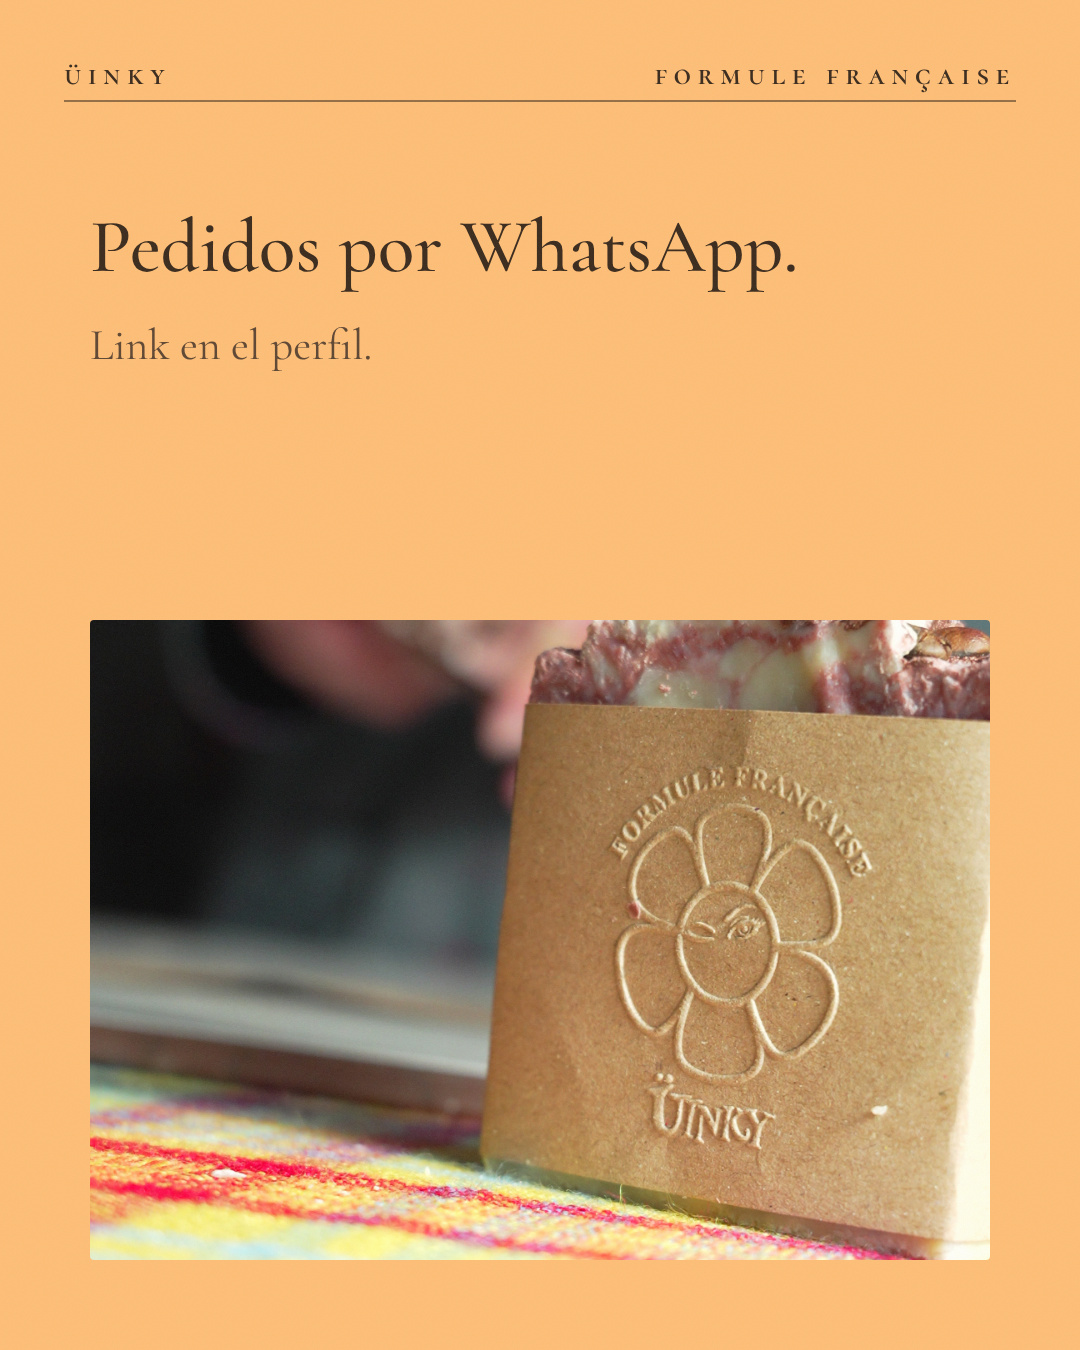 ÜINKY
FORMULE FRANÇAISE
Pedidos por WhatsApp.
Link en el perfil.
FORMULE FRANÇAISE
ÜINKY